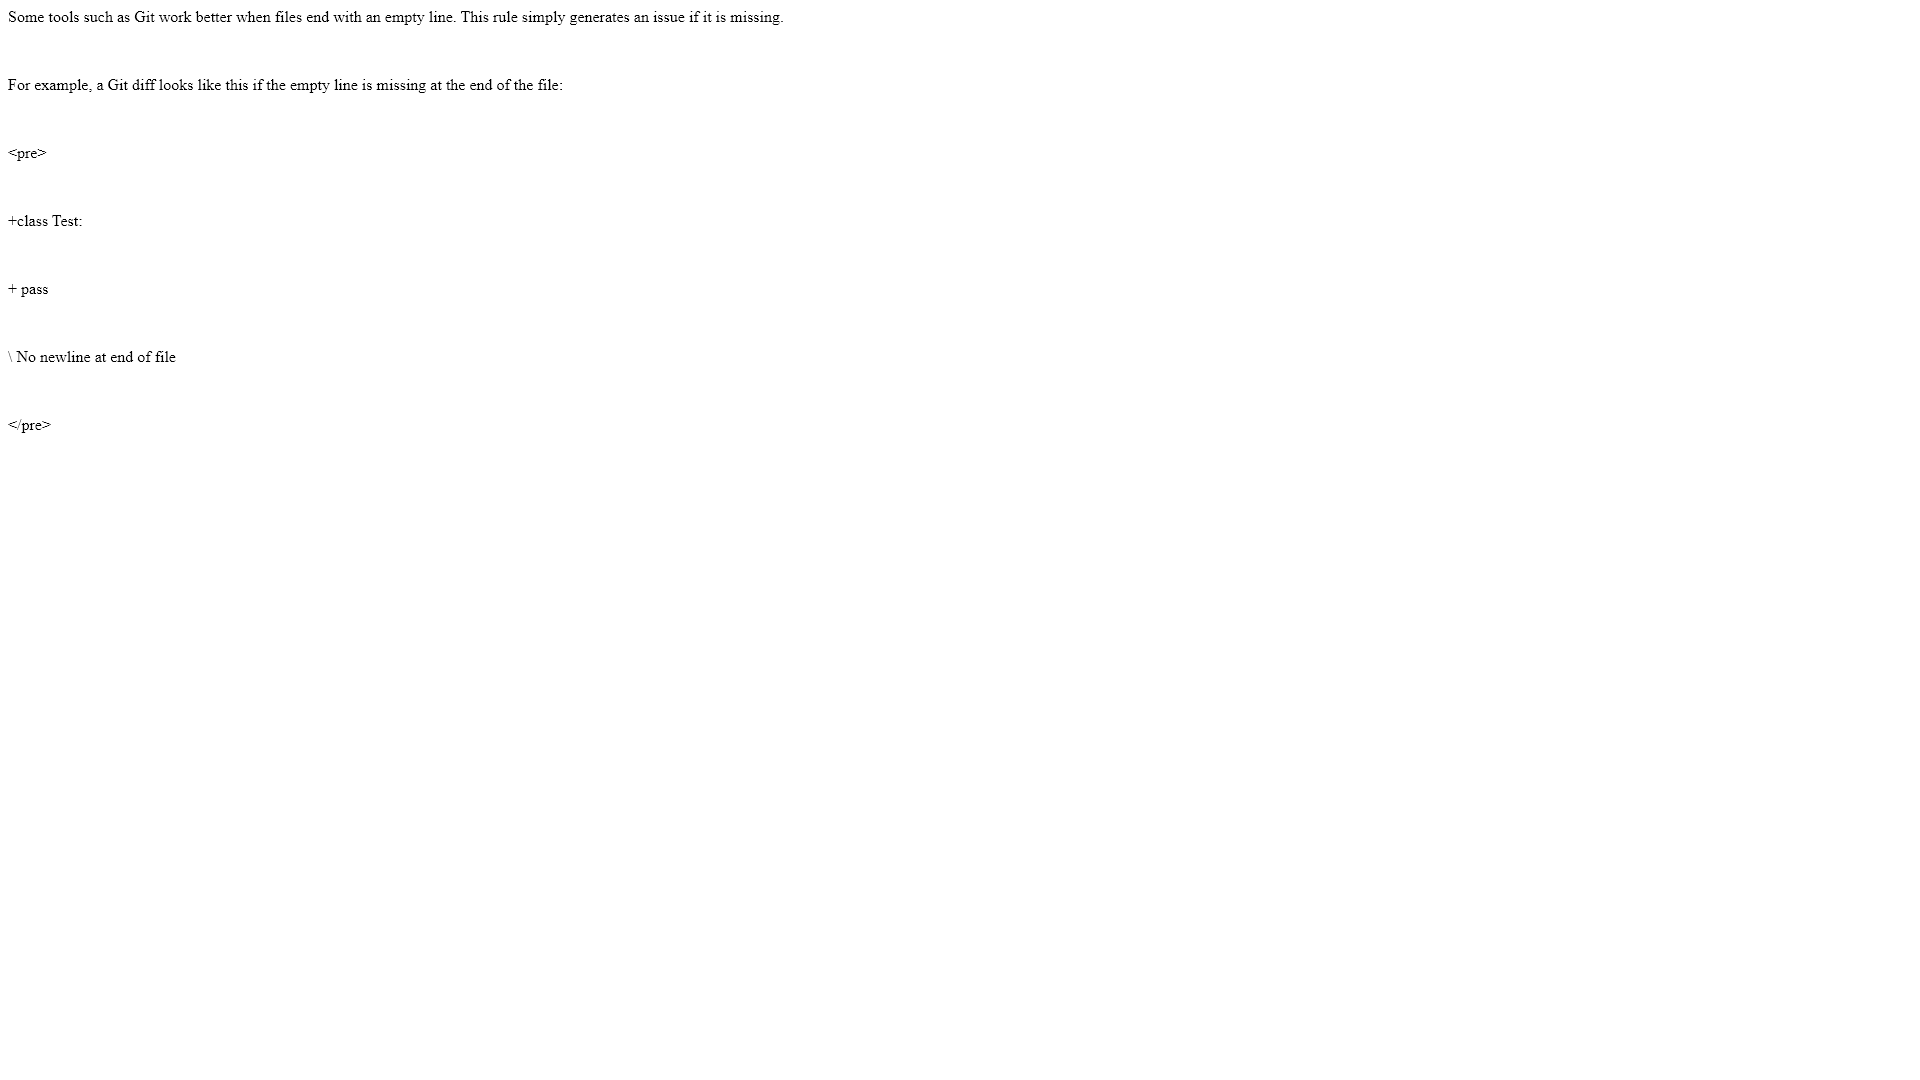 Some tools such as Git work better when files end with an empty line. This rule simply generates an issue if it is missing.
For example, a Git diff looks like this if the empty line is missing at the end of the file:
<pre>
+class Test:
+ pass
\ No newline at end of file
</pre>